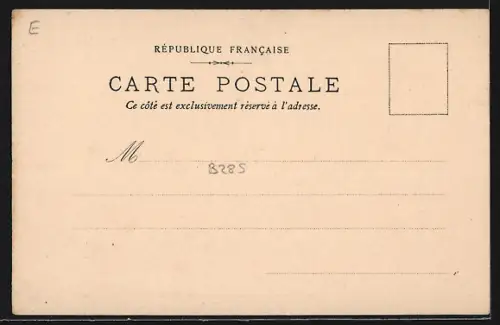 E
RÉPUBLIQUE FRANÇAISE
CARTE POSTALE
Ce côté est exclusivement réservé à l'adresse.
M
B285